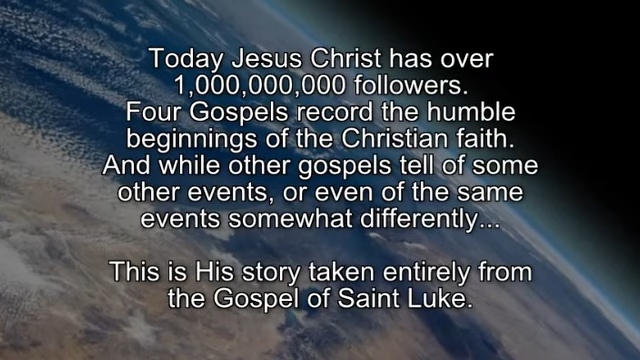 Today Jesus Christ has over
1,000,000,000 followers.
Four Gospels record the humble
beginnings of the Christian faith.
And while other gospels tell of some
other events, or even of the same
events somewhat differently...
This is His story taken entirely from
the Gospel of Saint Luke.